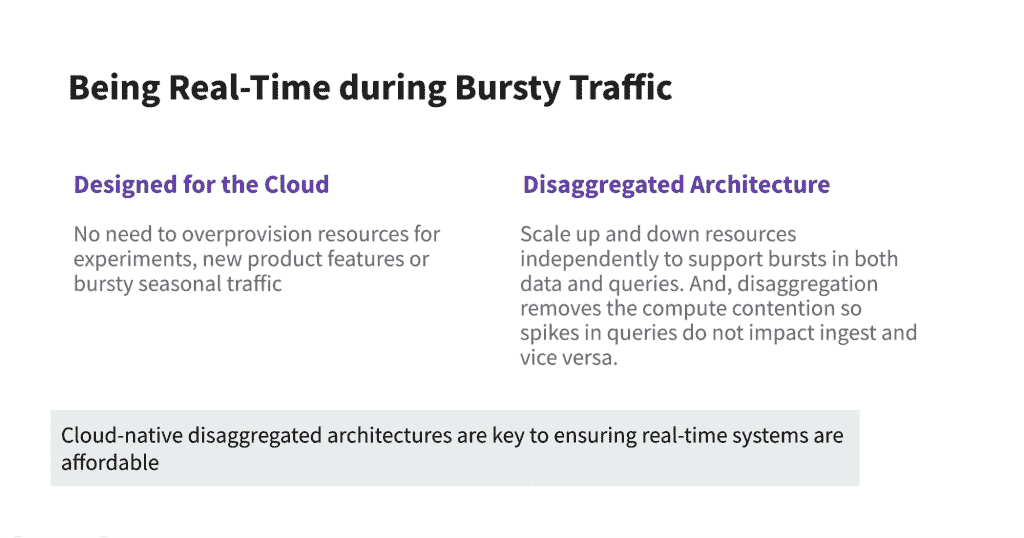 Being Real-Time during Bursty Traffic
Designed for the Cloud
No need to overprovision resources for
experiments, new product features or
bursty seasonal traffic
Disaggregated Architecture
Scale up and down resources
independently to support bursts in both
data and queries. And, disaggregation
removes the compute contention so
spikes in queries do not impact ingest and
vice versa.
Cloud-native disaggregated architectures are key to ensuring real-time systems are
affordable